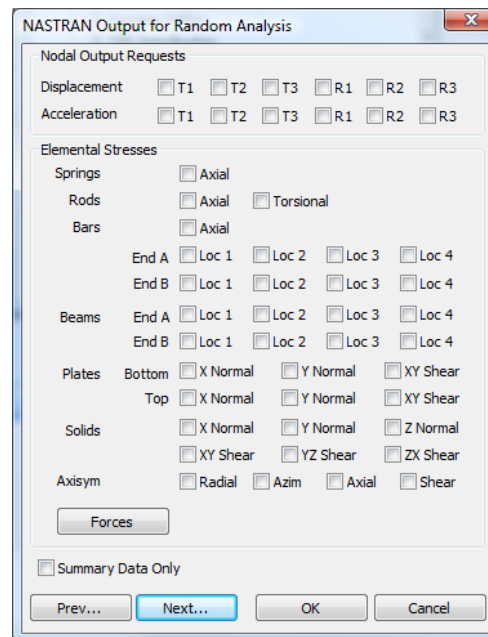 NASTRAN Output for Random Analysis
Nodal Output Requests
Displacement T1 T2 T3 R1 R2 R3
Acceleration T1 T2 T3 R1 R2 R3
Elemental Stresses
Springs Axial
Rods Axial Torsional
Bars Axial
End A Loc 1 Loc 2 Loc 3 Loc 4
End B Loc 1 Loc 2 Loc 3 Loc 4
Beams End A Loc 1 Loc 2 Loc 3 Loc 4
End B Loc 1 Loc 2 Loc 3 Loc 4
Plates Bottom X Normal Y Normal XY Shear
Top X Normal Y Normal XY Shear
Solids X Normal Y Normal Z Normal
XY Shear YZ Shear ZX Shear
Axisym Radial Azim Axial Shear
Forces
Summary Data Only
Prev... Next... OK Cancel